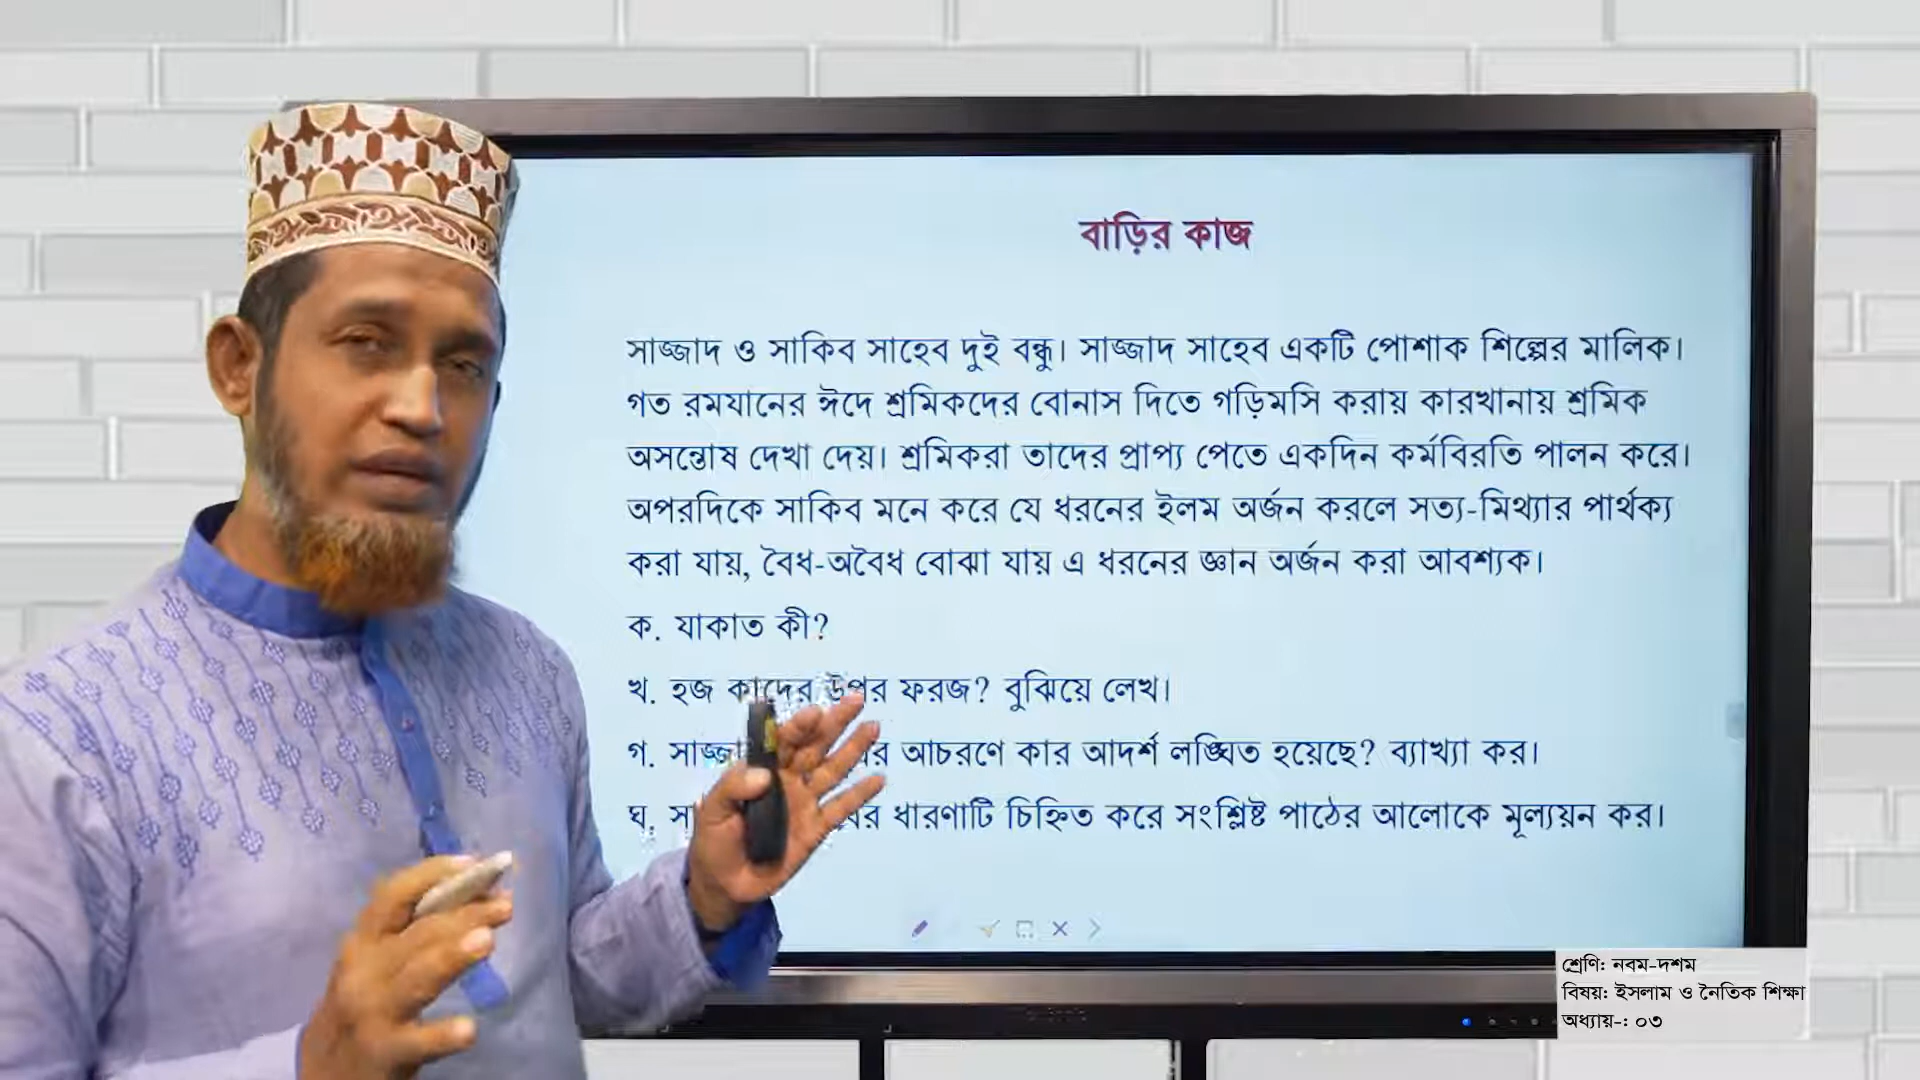 বাড়ির কাজ
সাজ্জাদ ও সাকিব সাহেব দুই বন্ধু। সাজ্জাদ সাহেব একটি পোশাক শিল্পের মালিক।
গত রমযানের ঈদে শ্রমিকদের বোনাস দিতে গড়িমসি করায় কারখানায় শ্রমিক
অসন্তোষ দেখা দেয়। শ্রমিকরা তাদের প্রাপ্য পেতে একদিন কর্মবিরতি পালন করে।
অপরদিকে সাকিব মনে করে যে ধরনের ইলম অর্জন করলে সত্য-মিথ্যার পার্থক্য
করা যায়, বৈধ-অবৈধ বোঝা যায় এ ধরনের জ্ঞান অর্জন করা আবশ্যক।
ক. যাকাত কী?
খ. হজ কাদের উপর ফরজ? বুঝিয়ে লেখ।
গ. আচরণে কার আদর্শ লঙ্ঘিত হয়েছে? ব্যাখ্যা কর।
ঘ. ধারণাটি চিহ্নিত করে সংশ্লিষ্ট পাঠের আলোকে মূল্যয়ন কর।
শ্রেণি: নবম-দশম
বিষয়: ইসলাম ও নৈতিক শিক্ষা
অধ্যায়-: ০৩